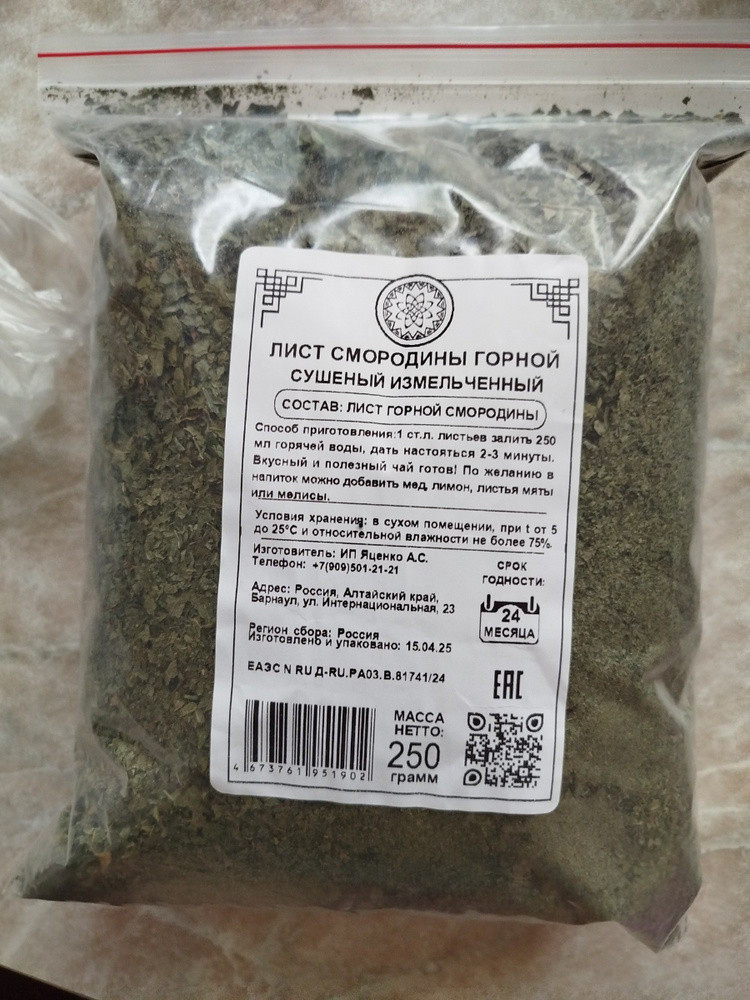 ЛИСТ СМОРОДИНЫ ГОРНОЙ
СУШЕНЫЙ ИЗМЕЛЬЧЕННЫЙ
СОСТАВ: ЛИСТ ГОРНОЙ СМОРОДИНЫ
Способ приготовления:1 ст.л. листьев залить 250
мл горячей воды, дать настояться 2-3 минуты.
Вкусный и полезный чай готов! По желанию в
напиток можно добавить мед, лимон, листья мяты
или мелисы.
Условия хранения: в сухом помещении, при t от 5
до 25°С и относительной влажности не более 75%.
Изготовитель: ИП Яценко А.С.
Телефон: +7(909)501-21-21
Адрес: Россия, Алтайский край,
Барнаул, ул. Интернациональная, 23
Регион сбора: Россия
Изготовлено и упаковано: 15.04.25
ЕАЭС N RU Д-RU.РА03.В.81741/24
СРОК
ГОДНОСТИ:
24
МЕСЯЦА
ЕАС
МАССА
НЕТТО:
250
грамм
4 673761 951902